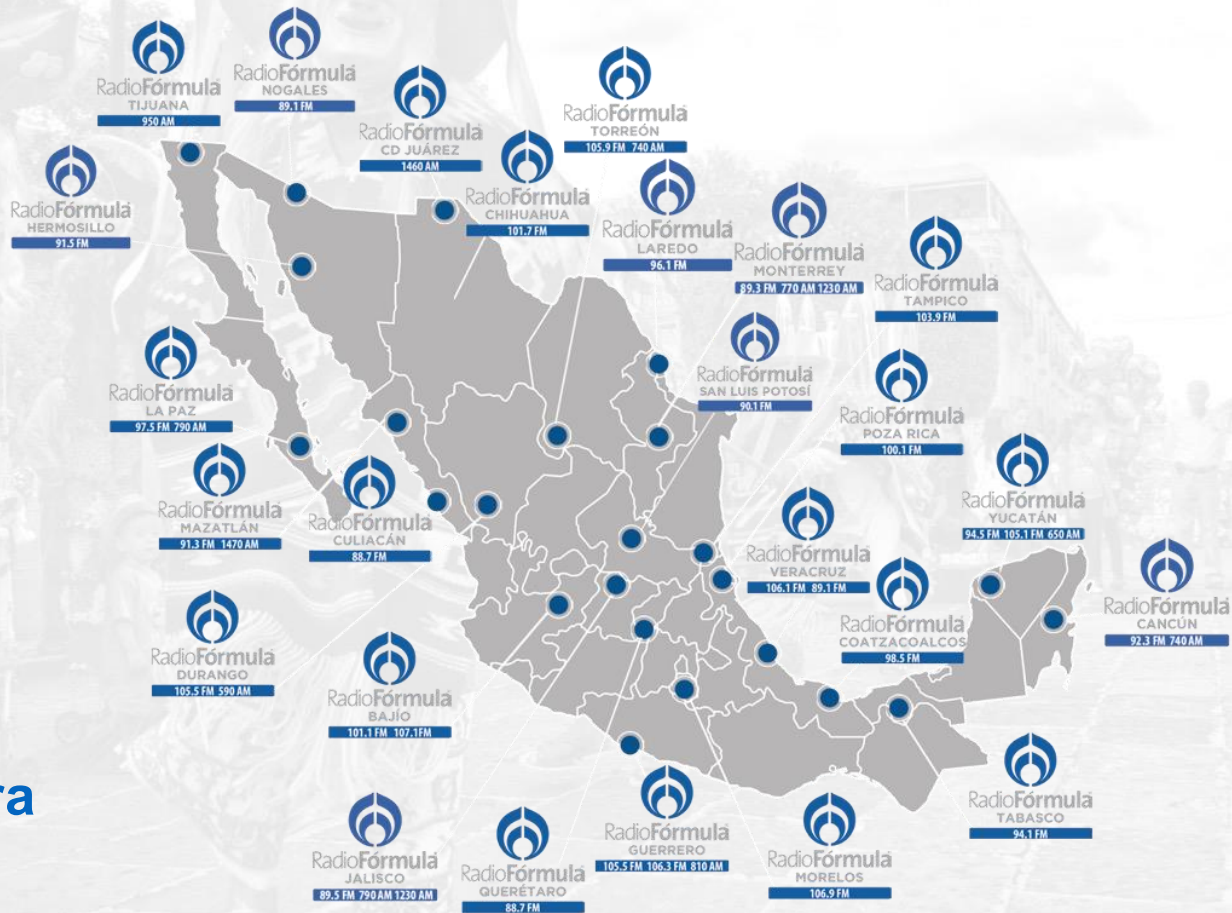 RadioFórmula
TIJUANA
950 AM
RadioFórmula
NOGALES
89.1 FM
RadioFórmula
CD JUÁREZ
1460 AM
RadioFórmula
TORREÓN
105.9 FM 740 AM
RadioFórmula
HERMOSILLO
91.5 FM
RadioFórmula
CHIHUAHUA
101.7 FM
RadioFórmula
LAREDO
96.1 FM
RadioFórmula
MONTERREY
89.3 FM 770 AM 1230 AM
RadioFórmula
TAMPICO
103.9 FM
RadioFórmula
LA PAZ
97.5 FM 790 AM
RadioFórmula
SAN LUIS POTOSÍ
90.1 FM
RadioFórmula
POZA RICA
100.1 FM
RadioFórmula
MAZATLÁN
91.3 FM 1470 AM
RadioFórmula
CULIACÁN
88.7 FM
RadioFórmula
VERACRUZ
106.1 FM 89.1 FM
RadioFórmula
YUCATÁN
94.5 FM 105.1 FM 650 AM
RadioFórmula
COATZACOALCOS
98.5 FM
RadioFórmula
CANCÚN
92.3 FM 740 AM
RadioFórmula
DURANGO
105.5 FM 590 AM
RadioFórmula
BAJÍO
101.1 FM 107.1FM
ra
RadioFórmula
JALISCO
89.5 FM 790 AM 1230 AM
RadioFórmula
QUERÉTARO
88.7 FM
RadioFórmula
GUERRERO
105.5 FM 106.3 FM 810 AM
RadioFórmula
MORELOS
106.9 FM
RadioFórmula
TABASCO
94.1 FM